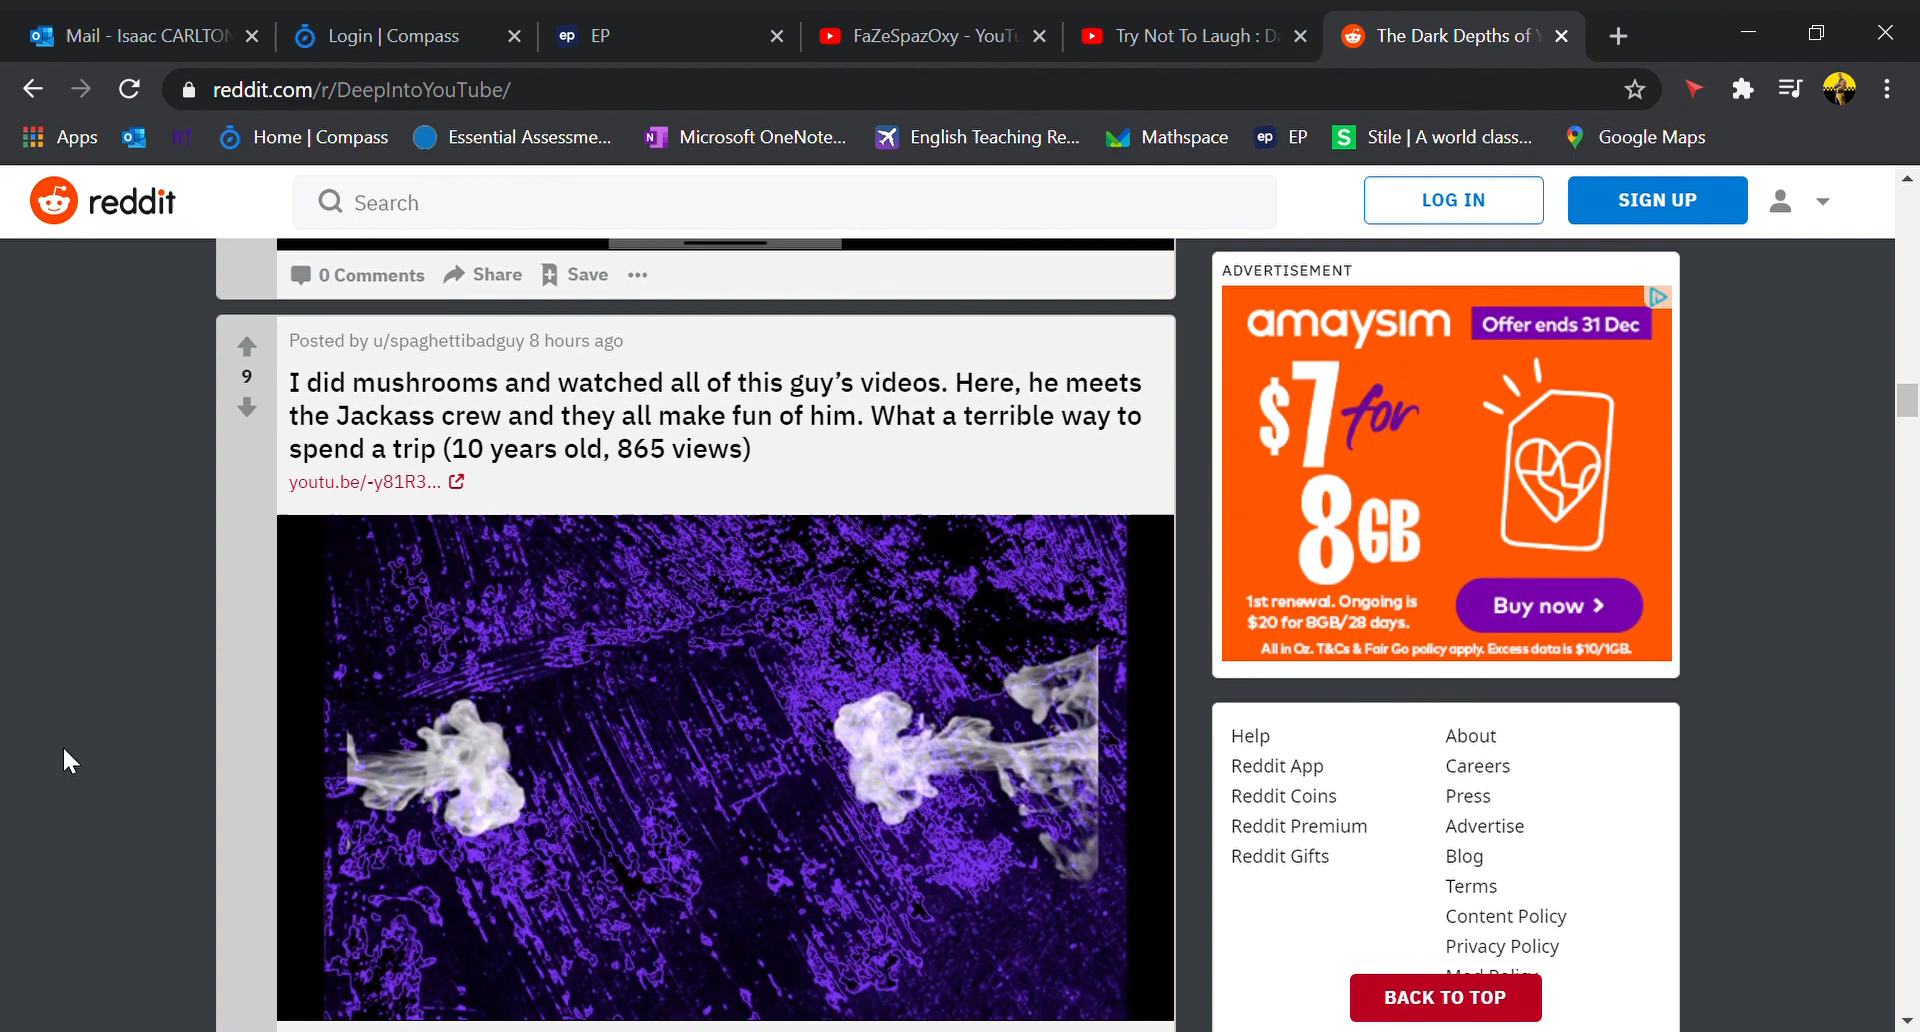 Mail - Isaac CARLTON
Login | Compass
EP
FaZeSpazOxy - YouTu
Try Not To Laugh : Da
The Dark Depths of Y
reddit.com/r/DeepIntoYouTube/
Apps
Home | Compass
Essential Assessme...
Microsoft OneNote...
English Teaching Re...
Mathspace
EP
Stile | A world class...
Google Maps
reddit
Search
LOG IN
SIGN UP
0 Comments
Share
Save
Posted by u/spaghettibadguy 8 hours ago
9
I did mushrooms and watched all of this guy’s videos. Here, he meets
the Jackass crew and they all make fun of him. What a terrible way to
spend a trip (10 years old, 865 views)
youtu.be/-y81R3...
ADVERTISEMENT
amaysim
Offer ends 31 Dec
$7 for
8GB
1st renewal. Ongoing is
$20 for 8GB/28 days.
Buy now >
All in Oz. T&Cs & Fair Go policy apply. Excess data is $10/1GB.
Help
Reddit App
Reddit Coins
Reddit Premium
Reddit Gifts
About
Careers
Press
Advertise
Blog
Terms
Content Policy
Privacy Policy
Mod Policy
BACK TO TOP